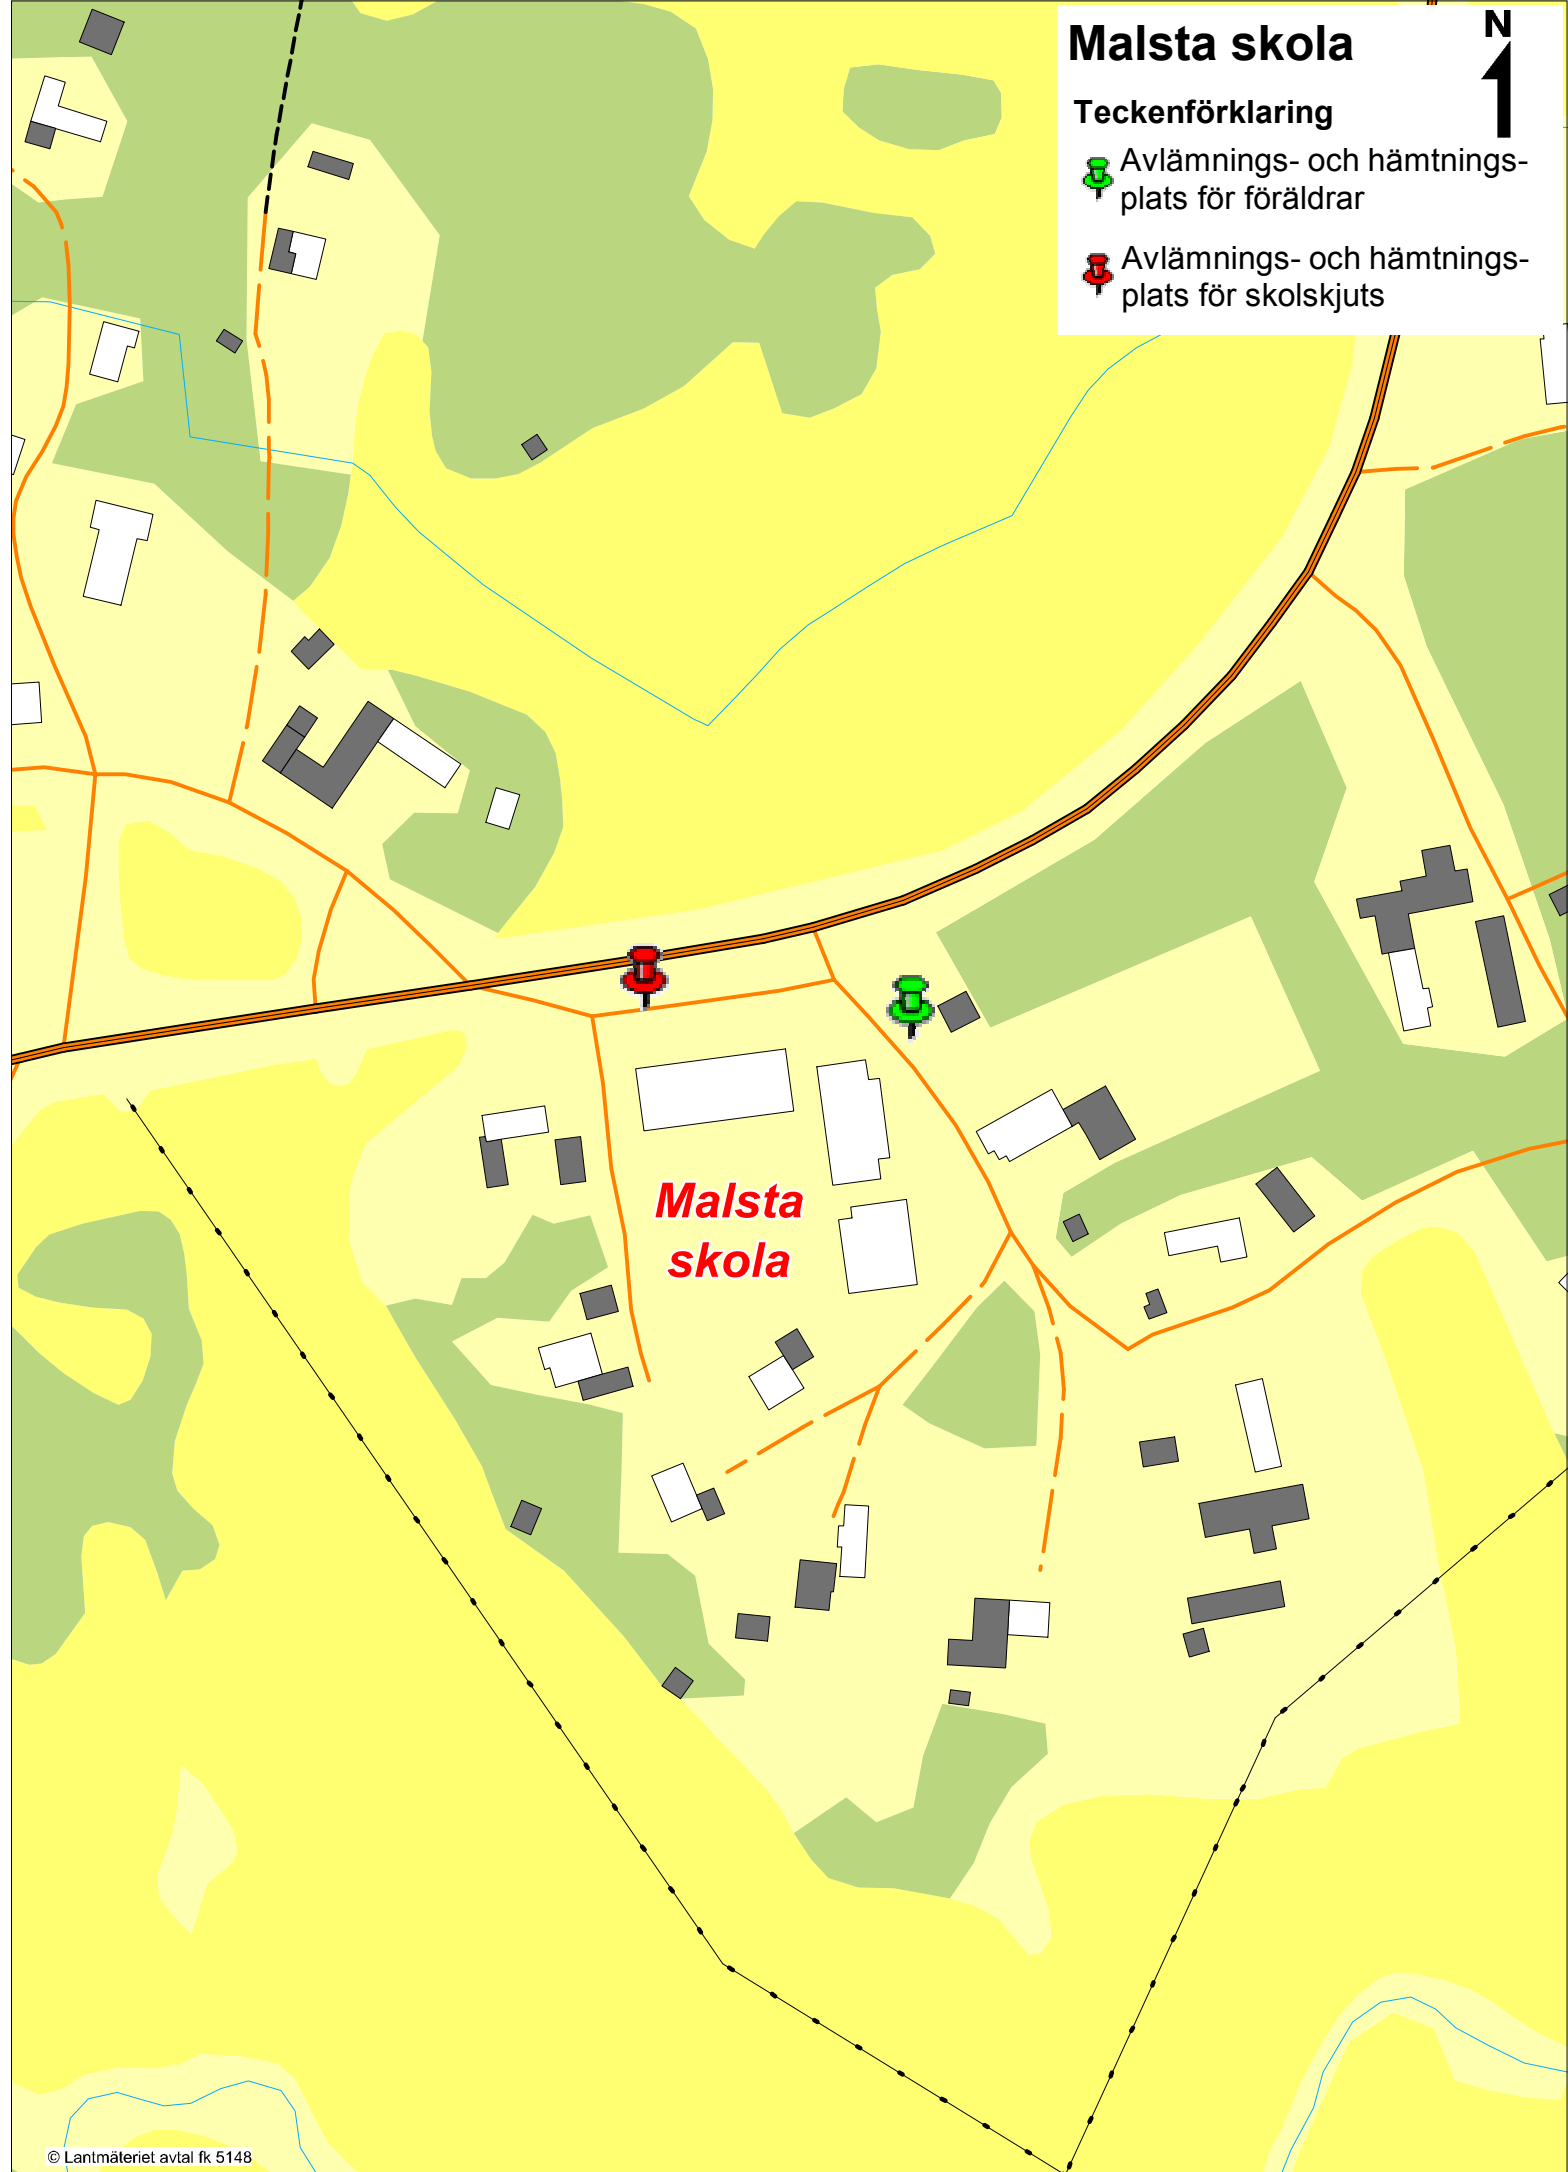 Malsta skola
N
Teckenförklaring
Avlämnings- och hämtnings-
plats för föräldrar
Avlämnings- och hämtnings-
plats för skolskjuts
Malsta
skola
© Lantmäteriet avtal fk 5148